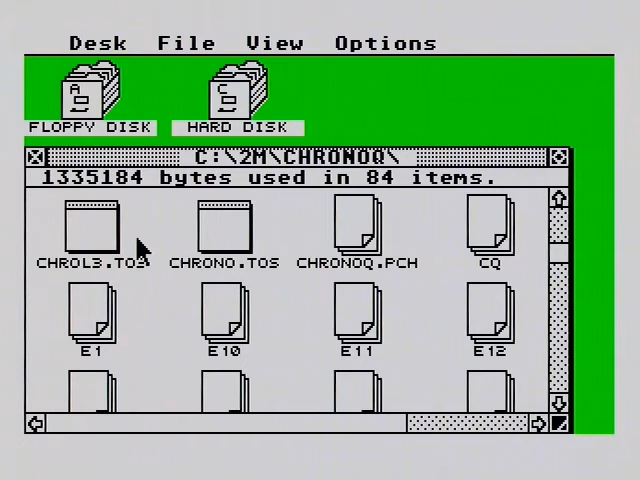 Desk File View Options
A C
FLOPPY DISK HARD DISK
C:\2M\CHRONOQ\
1335184 bytes used in 84 items.
CHROL3.TOS CHRONO.TOS CHRONOQ.PCH CQ
E1 E10 E11 E12